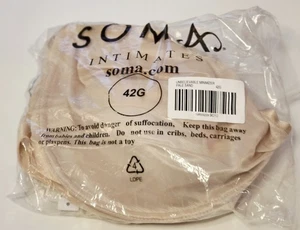 SOMA
INTIMATES
soma.com
42G
WARNING: To avoid danger of suffocation, Keep this bag away
from babies and children. Do not use in cribs, beds, carriages
or playpens. This bag is not a toy
4
LDPE